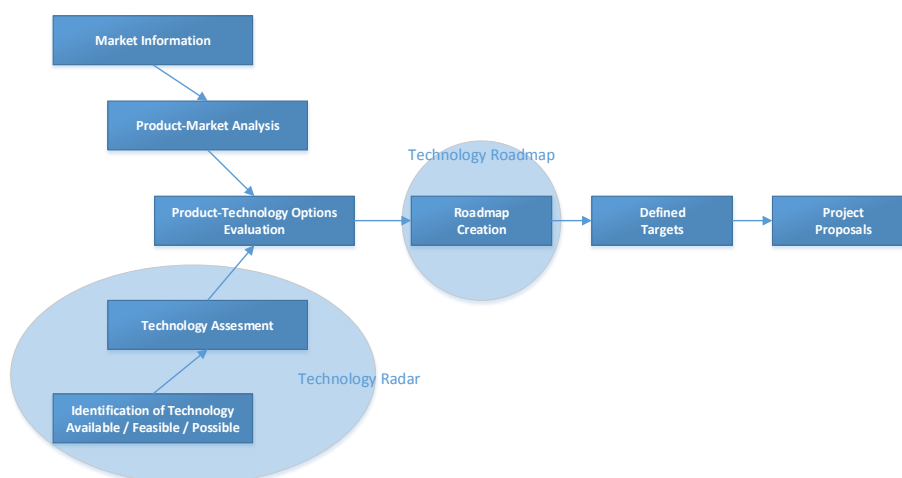 Market Information
Product-Market Analysis
Technology Roadmap
Product-Technology Options
Evaluation
Roadmap
Creation
Defined
Targets
Project
Proposals
Technology Assesment
Technology Radar
Identification of Technology
Available / Feasible / Possible